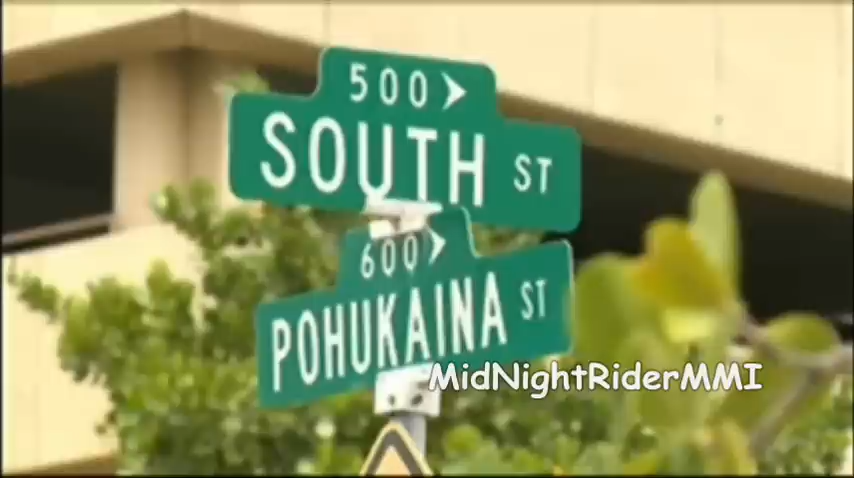 500
SOUTH ST
600
POHUKAINA ST
MidNightRiderMMI